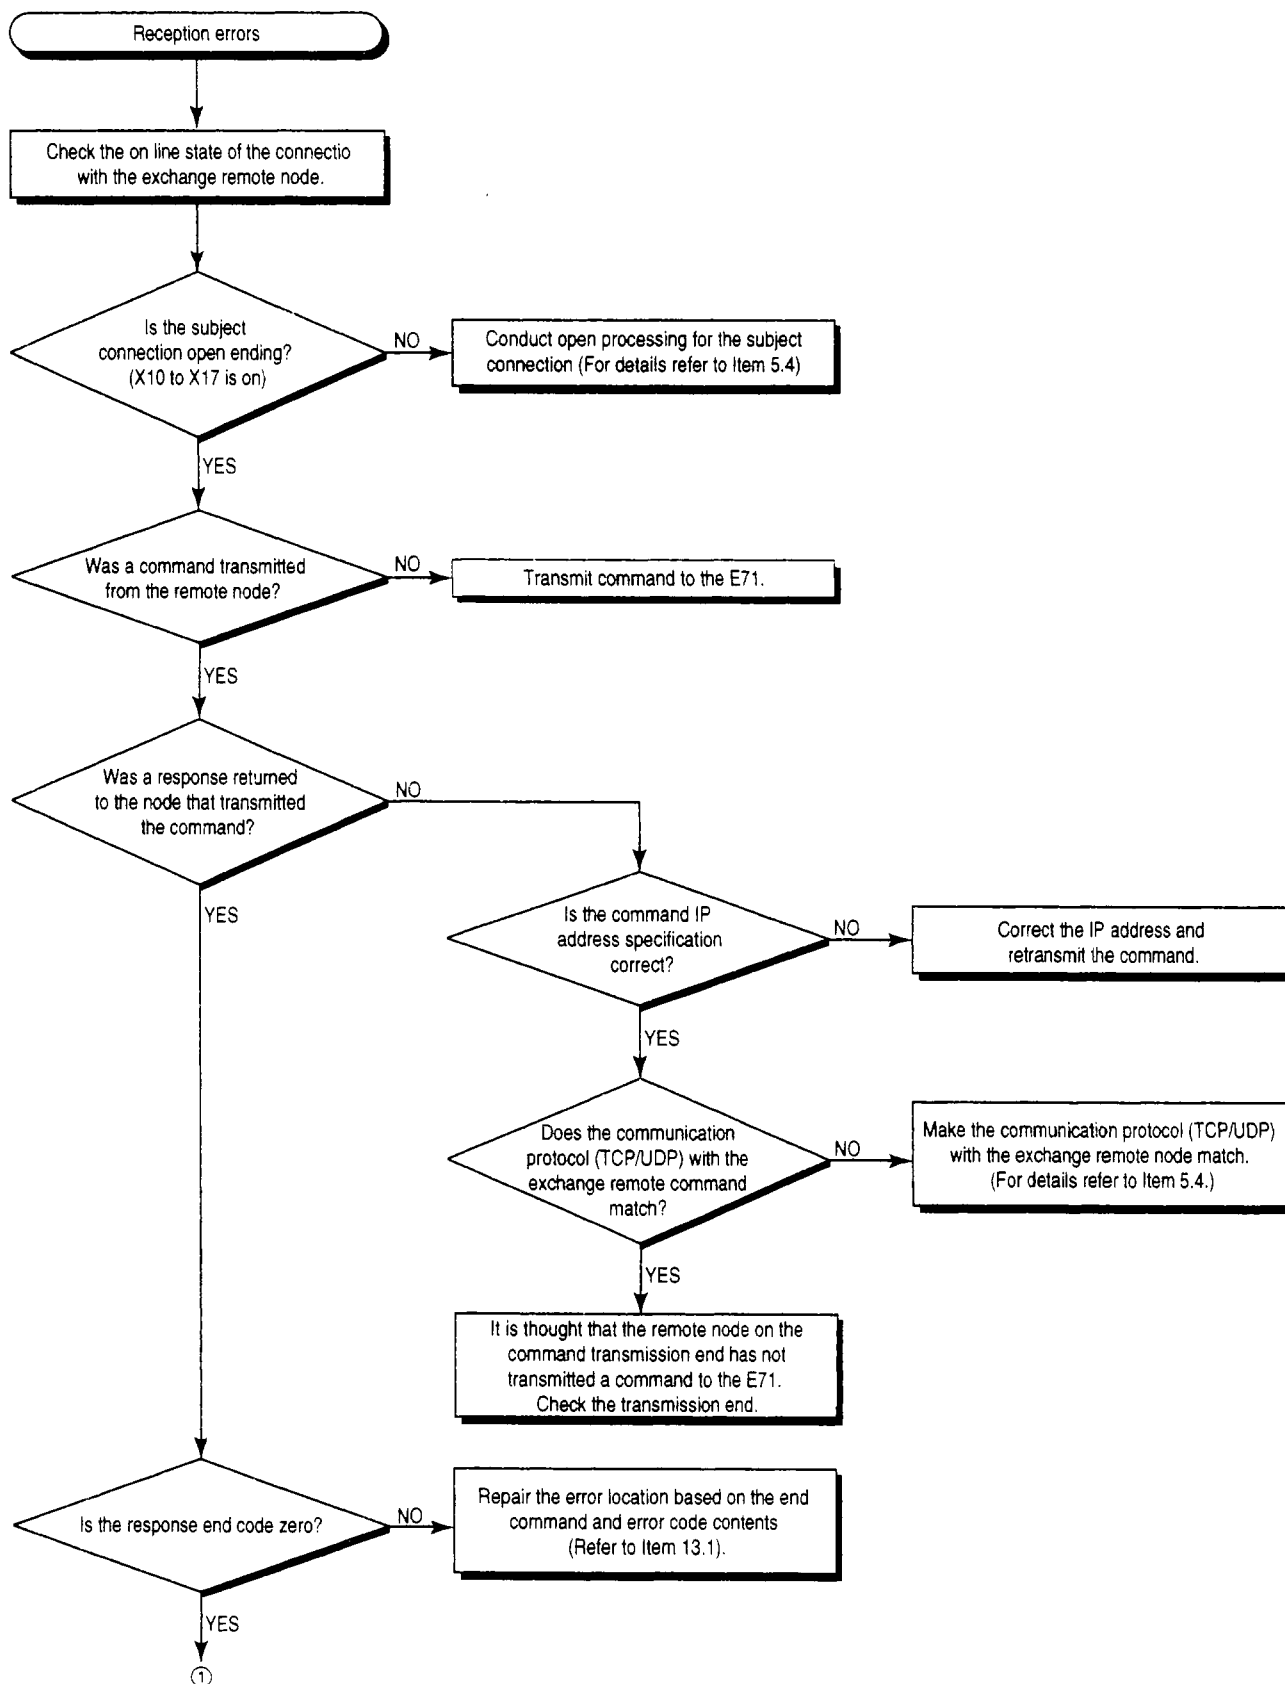 Reception errors
Check the on line state of the connectio
with the exchange remote node.
Is the subject
connection open ending?
(X10 to X17 is on)
NO
Conduct open processing for the subject
connection (For details refer to Item 5.4)
YES
Was a command transmitted
from the remote node?
NO
Transmit command to the E71.
YES
Was a response returned
to the node that transmitted
the command?
NO
YES
Is the command IP
address specification
correct?
NO
Correct the IP address and
retransmit the command.
YES
Does the communication
protocol (TCP/UDP) with the
exchange remote command
match?
NO
Make the communication protocol (TCP/UDP)
with the exchange remote node match.
(For details refer to Item 5.4.)
YES
It is thought that the remote node on the
command transmission end has not
transmitted a command to the E71.
Check the transmission end.
Is the response end code zero?
NO
Repair the error location based on the end
command and error code contents
(Refer to Item 13.1).
YES
①